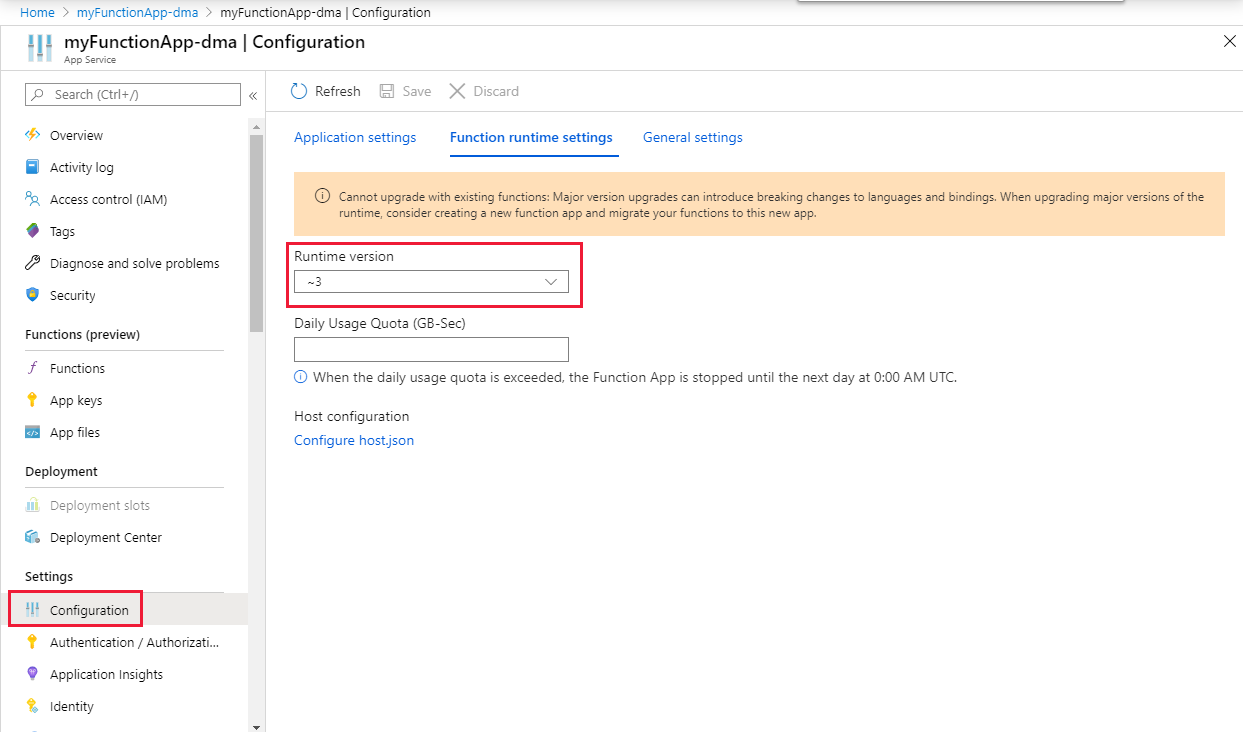 Home > myFunctionApp-dma > myFunctionApp-dma | Configuration
myFunctionApp-dma | Configuration
App Service
Search (Ctrl+/)
«
Overview
Activity log
Access control (IAM)
Tags
Diagnose and solve problems
Security
Functions (preview)
Functions
App keys
App files
Deployment
Deployment slots
Deployment Center
Settings
Configuration
Authentication / Authorizati...
Application Insights
Identity
Refresh Save Discard
Application settings Function runtime settings General settings
Cannot upgrade with existing functions: Major version upgrades can introduce breaking changes to languages and bindings. When upgrading major versions of the
runtime, consider creating a new function app and migrate your functions to this new app.
Runtime version
~3
Daily Usage Quota (GB-Sec)
When the daily usage quota is exceeded, the Function App is stopped until the next day at 0:00 AM UTC.
Host configuration
Configure host.json